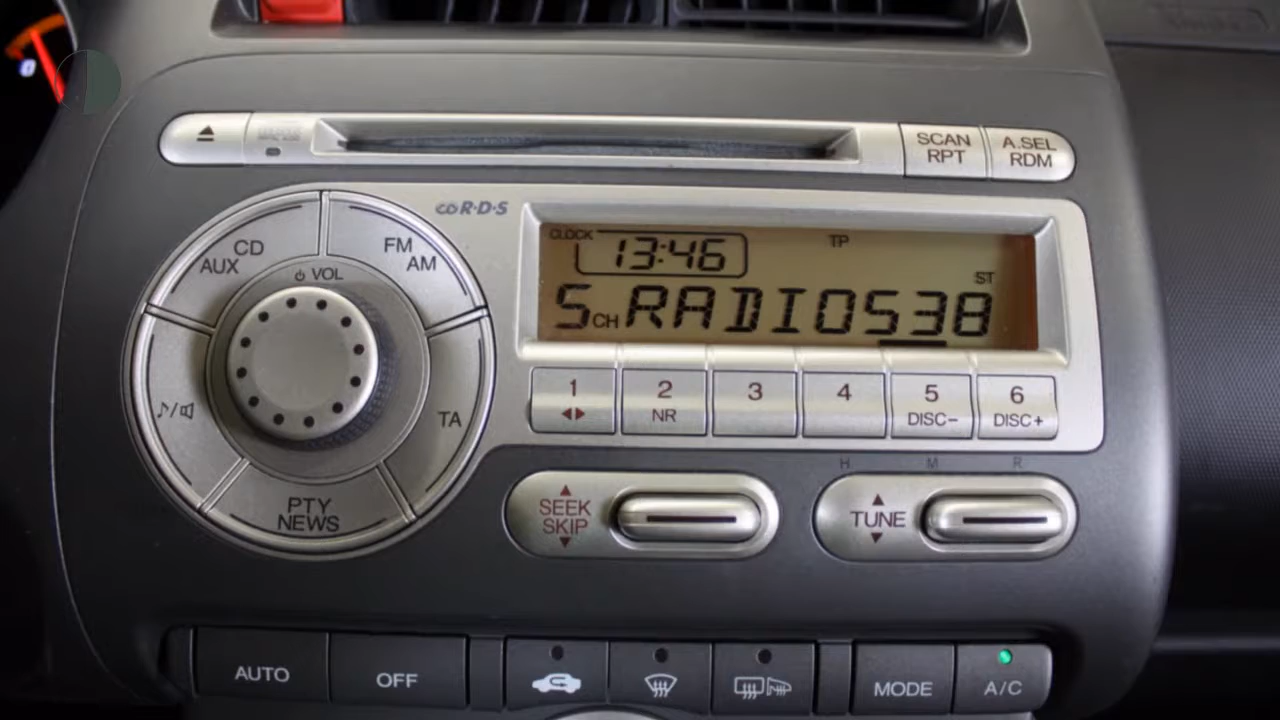 SCAN
RPT
A.SEL
RDM
R·D·S
CD
AUX
FM
AM
VOL
CLOCK 13:46 TP
ST
5 CH RADIO538
1 2 3 4 5 6
NR DISC− DISC+
TA
PTY
NEWS
H M R
SEEK
SKIP
TUNE
AUTO OFF MODE A/C
0